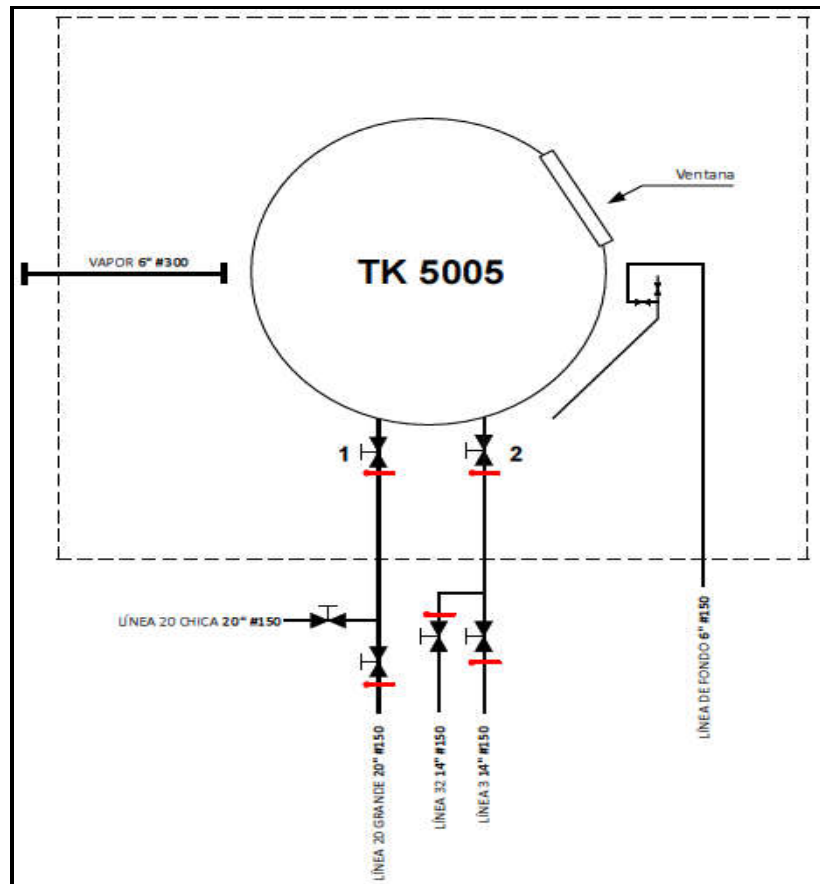 Ventana
VAPOR 6" #300
TK 5005
1
2
LÍNEA 20 CHICA 20" #150
LÍNEA 20 GRANDE 20" #150
LÍNEA 32 14" #150
LÍNEA 3 14" #150
LÍNEA DE FONDO 6" #150